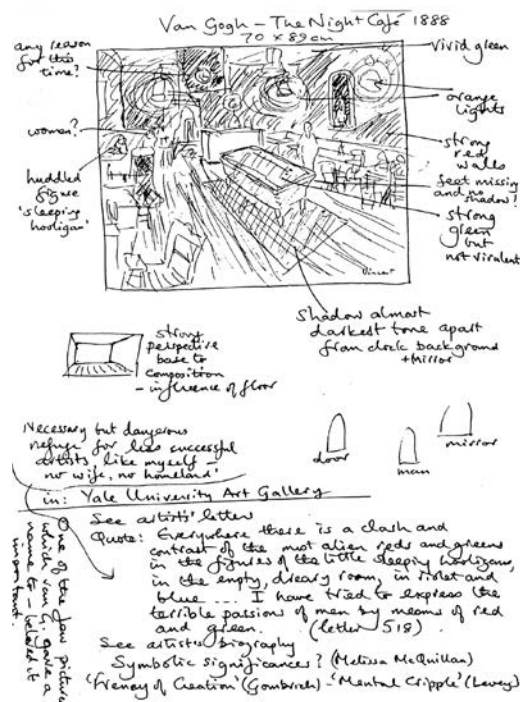 Van Gogh – The Night Café 1888
70 x 89 cm
any reason
for this
time?
women?
huddled
figure
'sleeping
hooligan'
vivid green
orange
lights
strong
red
walls
feet missing
and no
shadow!
strong
green
but
not virulent
Vincent
Shadow almost
darkest tone apart
from clock background
+ mirror
strong
perspective
base to
composition
– influence of floor
door
man
mirror
'Necessary but dangerous
refuge for less successful
artists like myself –
no wife, no homeland'
in: Yale University Art Gallery
See artists' letters
Quote: Everywhere there is a clash and
contrast of the most alien reds and greens
in the figures of the little sleeping hooligans,
in the empty, dreary room, in violet and
blue .... I have tried to express the
terrible passion of men by means of red
and green. (letter 518)
See artists biography
Symbolic significances? (Melissa McQuillan)
'Frenzy of Creation' (Gombrich) – 'Mental Cripple' (Levey)
One of the few pictures
which van G. gave a
name to – believed it
important.